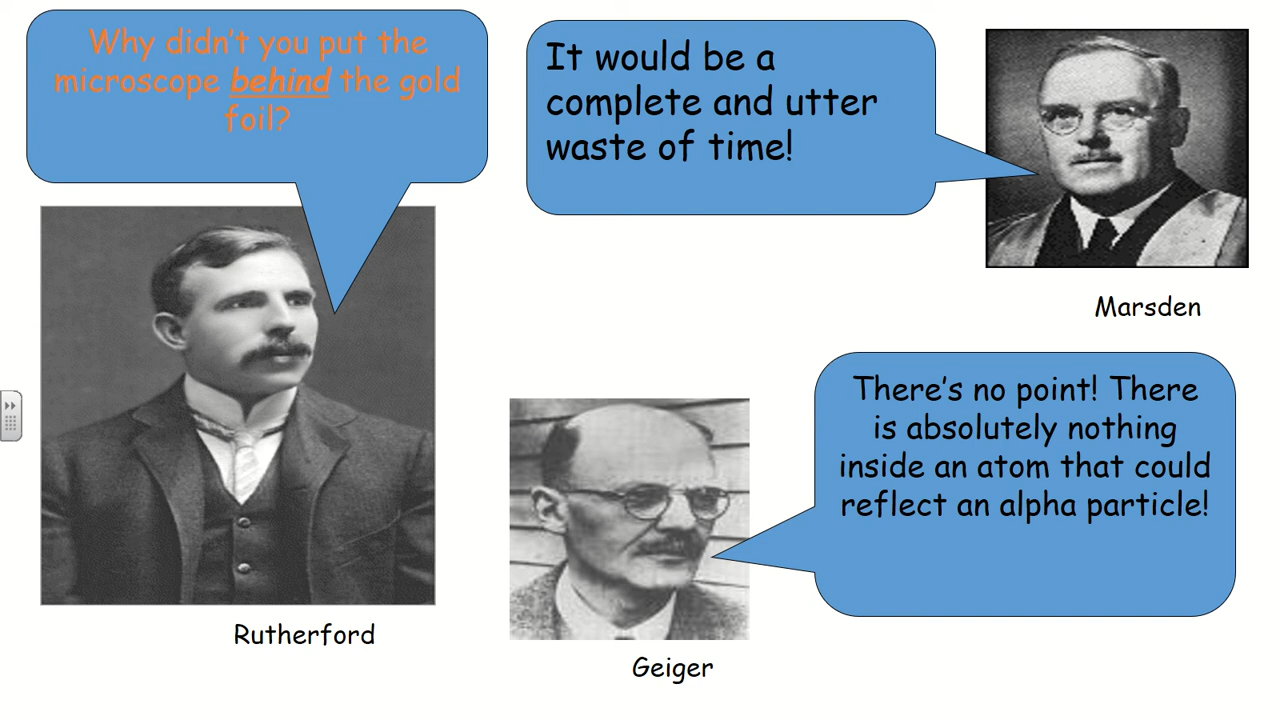 Why didn't you put the
microscope behind the gold
foil?
It would be a
complete and utter
waste of time!
Marsden
There's no point! There
is absolutely nothing
inside an atom that could
reflect an alpha particle!
Rutherford
Geiger